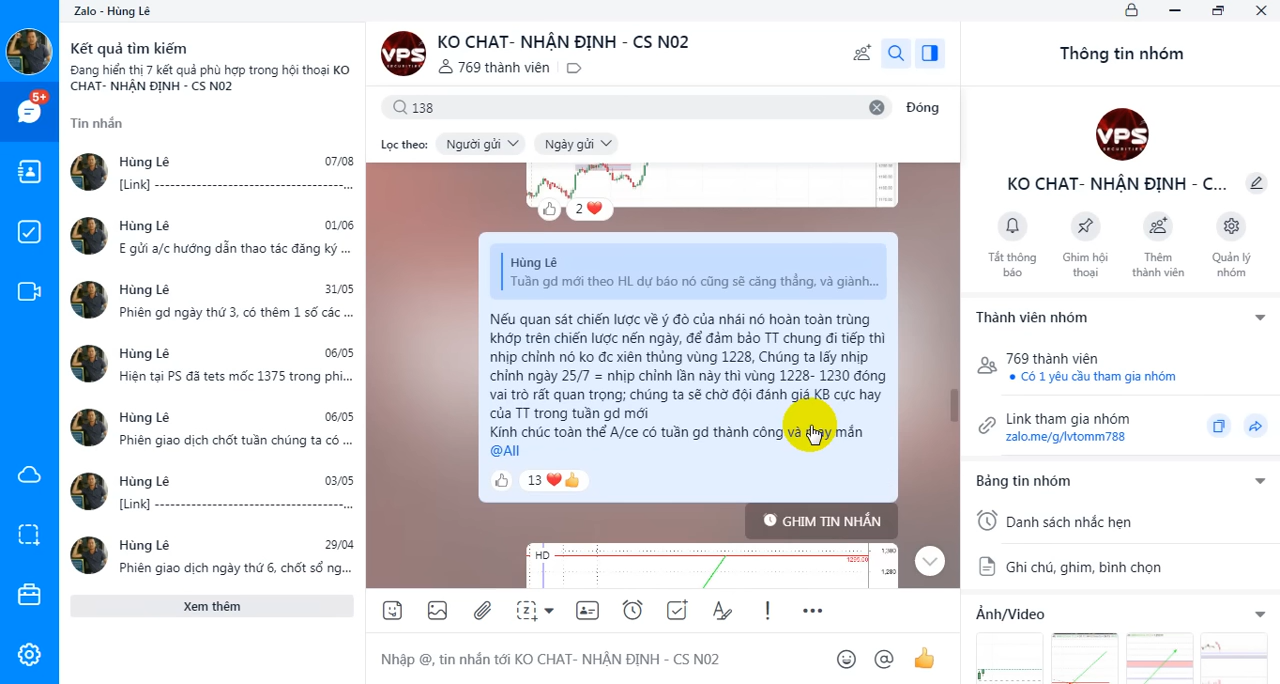 Zalo - Hùng Lê
Kết quả tìm kiếm
Đang hiển thị 7 kết quả phù hợp trong hội thoại KO
CHAT- NHẬN ĐỊNH - CS N02
Tin nhắn
Hùng Lê
07/08
[Link] -----------------------------------...
Hùng Lê
01/06
E gửi a/c hướng dẫn thao tác đăng ký ...
Hùng Lê
31/05
Phiên gd ngày thứ 3, có thêm 1 số các ...
Hùng Lê
06/05
Hiện tại PS đã tets mốc 1375 trong phi...
Hùng Lê
06/05
Phiên giao dịch chốt tuần chúng ta có ...
Hùng Lê
03/05
[Link] -----------------------------------...
Hùng Lê
29/04
Phiên giao dịch ngày thứ 6, chốt sổ ng...
Xem thêm
5+
VPS
SECURITIES
KO CHAT- NHẬN ĐỊNH - CS N02
769 thành viên
138
Đóng
Lọc theo:
Người gửi
Ngày gửi
2
Hùng Lê
Tuần gd mới theo HL dự báo nó cũng sẽ căng thẳng, và giành...
Nếu quan sát chiến lược về ý đò của nhái nó hoàn toàn trùng
khớp trên chiến lược nến ngày, để đảm bảo TT chung đi tiếp thì
nhịp chỉnh nó ko đc xiên thủng vùng 1228, Chúng ta lấy nhịp
chỉnh ngày 25/7 = nhịp chỉnh lần này thì vùng 1228- 1230 đóng
vai trò rất quan trọng; chúng ta sẽ chờ đội đánh giá KB cực hay
của TT trong tuần gd mới
Kính chúc toàn thể A/ce có tuần gd thành công và may mắn
@All
13
GHIM TIN NHẮN
HD
1,300
1295.00
1,280
Nhập @, tin nhắn tới KO CHAT- NHẬN ĐỊNH - CS N02
Thông tin nhóm
VPS
SECURITIES
KO CHAT- NHẬN ĐỊNH - C...
Tắt thông
báo
Ghim hội
thoại
Thêm
thành viên
Quản lý
nhóm
Thành viên nhóm
769 thành viên
• Có 1 yêu cầu tham gia nhóm
Link tham gia nhóm
zalo.me/g/lvtomm788
Bảng tin nhóm
Danh sách nhắc hẹn
Ghi chú, ghim, bình chọn
Ảnh/Video